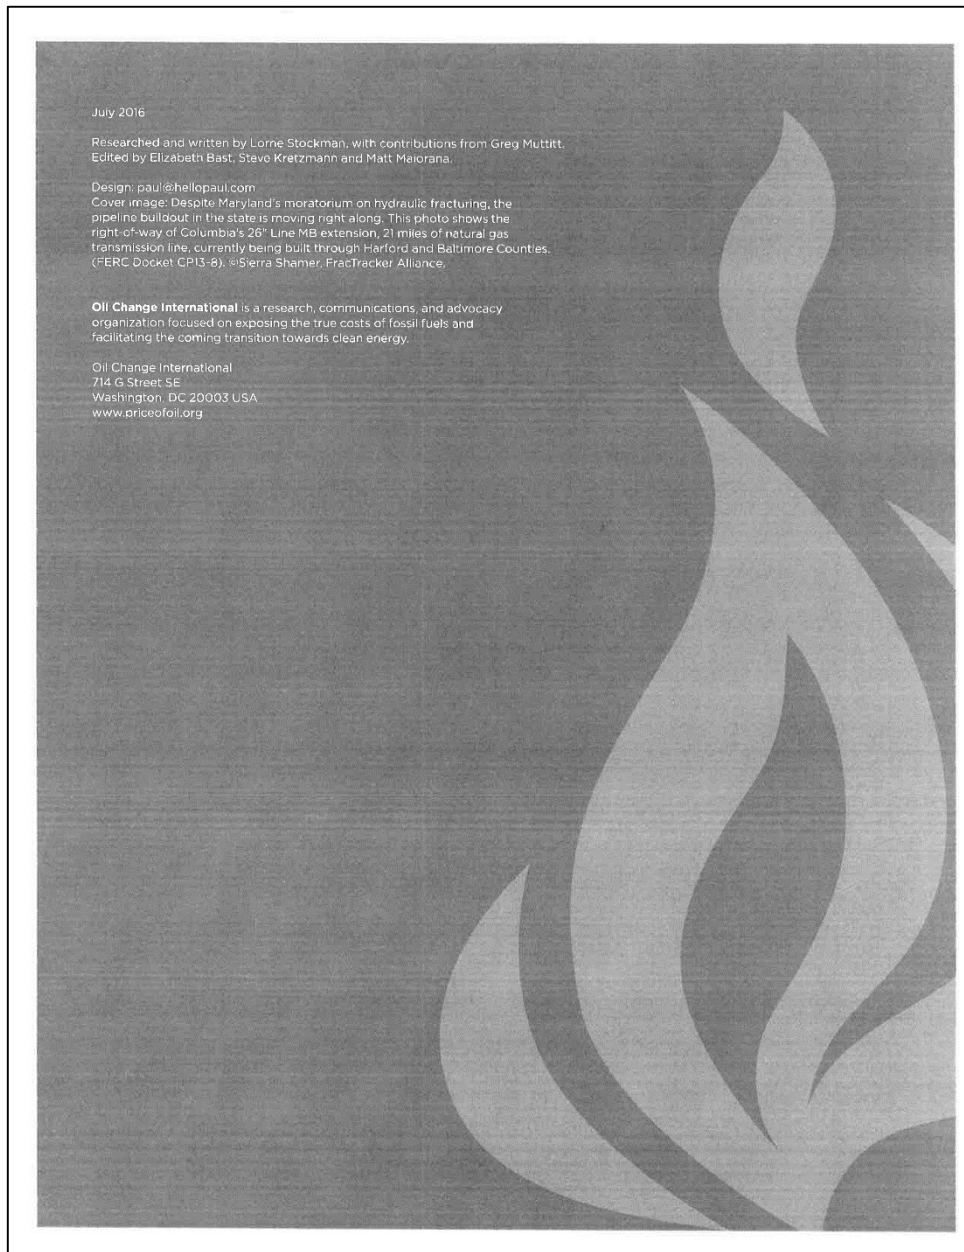 July 2016
Researched and written by Lorne Stockman, with contributions from Greg Muttitt.
Edited by Elizabeth Bast, Steve Kretzmann and Matt Maiorana.
Design: paul@hellopaul.com
Cover image: Despite Maryland's moratorium on hydraulic fracturing, the
pipeline buildout in the state is moving right along. This photo shows the
right-of-way of Columbia's 26" Line MB extension, 21 miles of natural gas
transmission line, currently being built through Harford and Baltimore Counties.
(FERC Docket CP13-8). ©Sierra Shamer, FracTracker Alliance.
Oil Change International is a research, communications, and advocacy
organization focused on exposing the true costs of fossil fuels and
facilitating the coming transition towards clean energy.
Oil Change International
714 G Street SE
Washington, DC 20003 USA
www.priceofoil.org